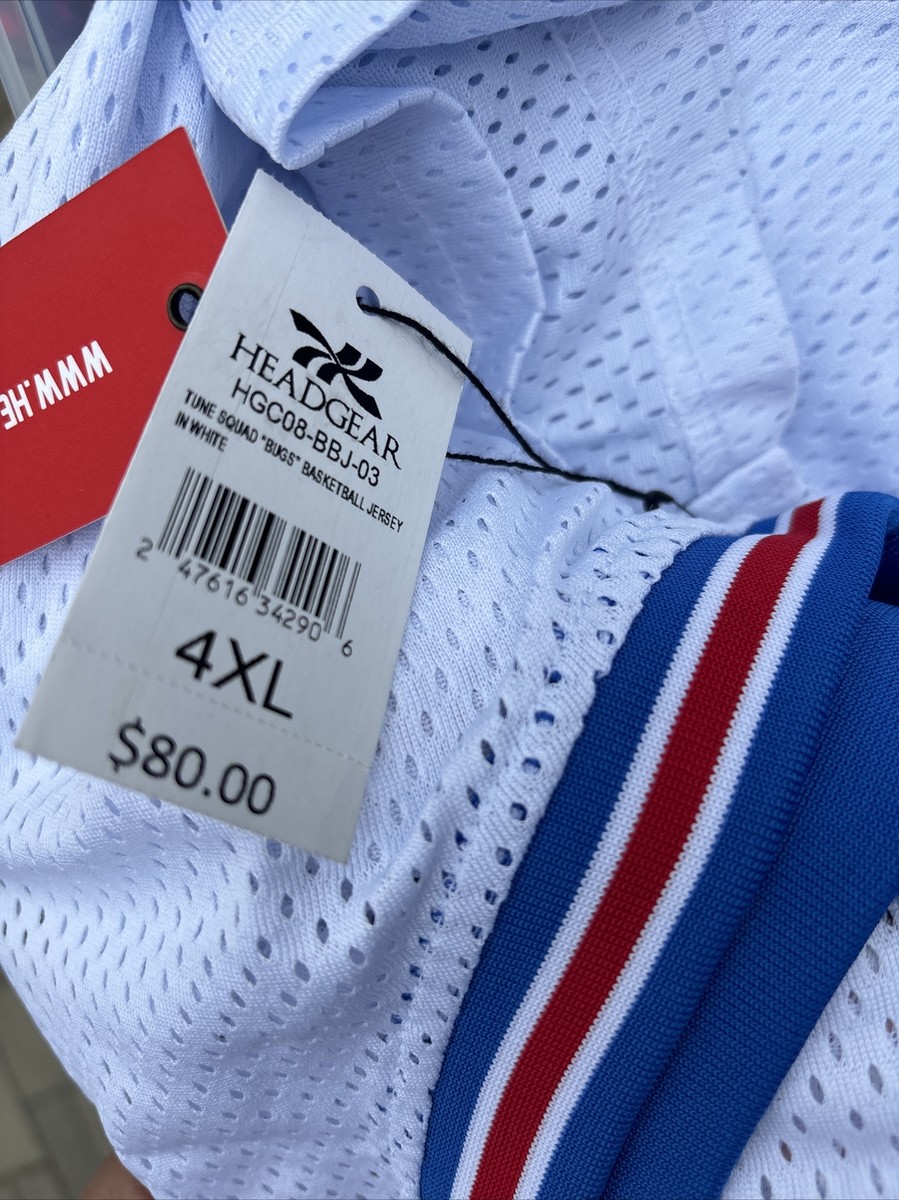 WWW.HE
HEADGEAR
HGC08-BBJ-03
TUNE SQUAD "BUGS" BASKETBALL JERSEY
IN WHITE
2 47616 34290 6
4XL
$80.00